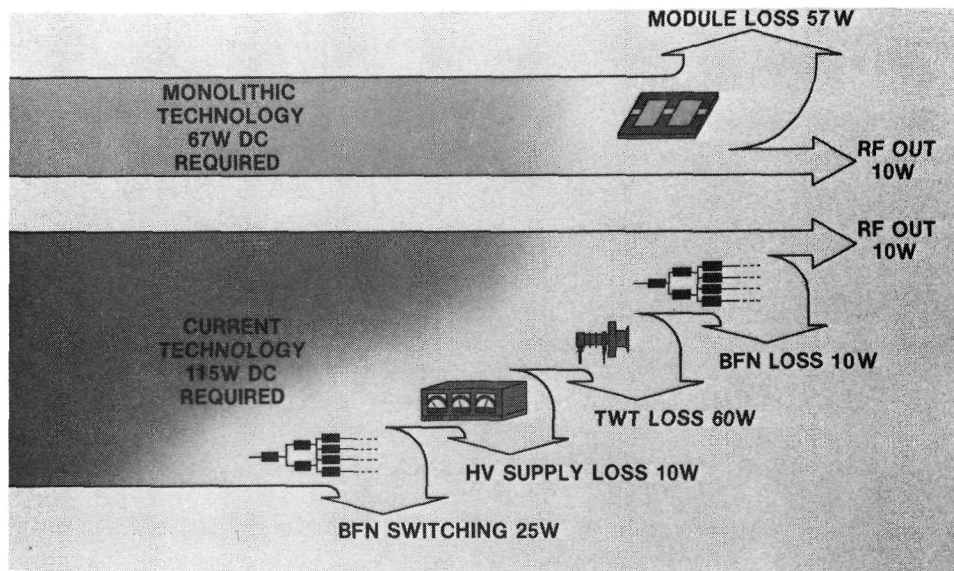 MODULE LOSS 57W
MONOLITHIC
TECHNOLOGY
67W DC
REQUIRED
RF OUT
10W
RF OUT
10W
CURRENT
TECHNOLOGY
115W DC
REQUIRED
BFN LOSS 10W
TWT LOSS 60W
HV SUPPLY LOSS 10W
BFN SWITCHING 25W